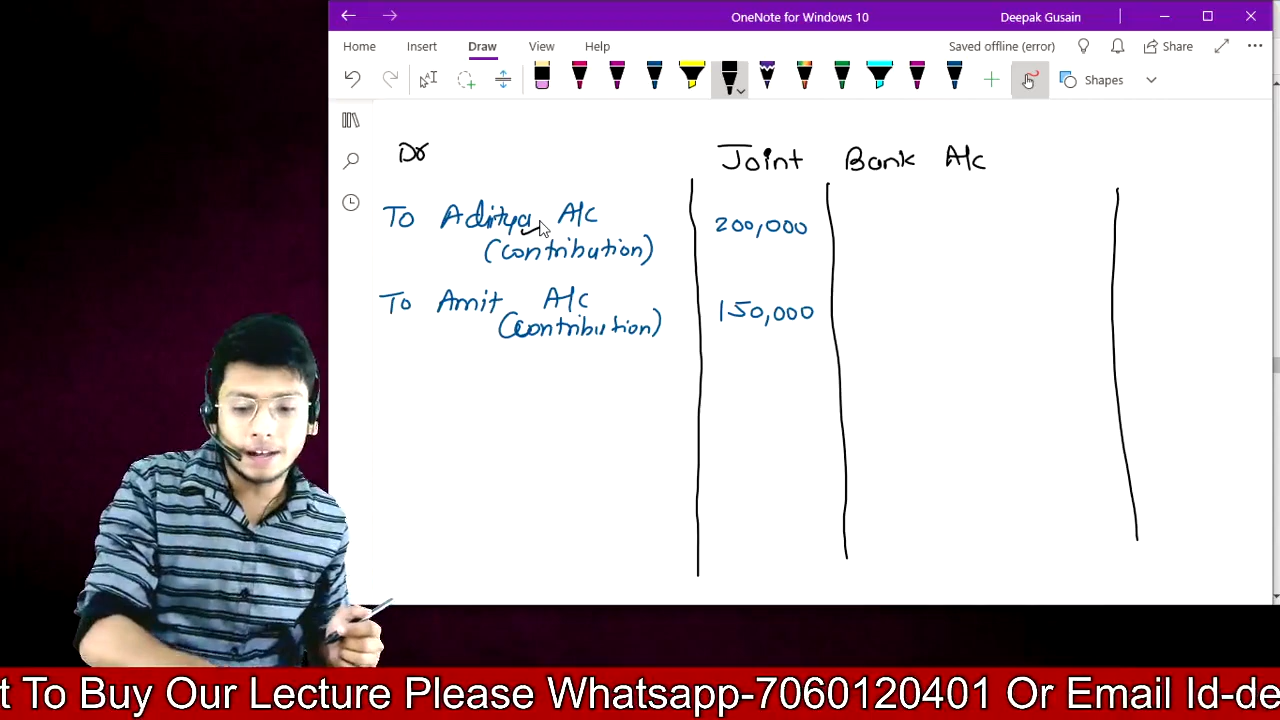 OneNote for Windows 10
Deepak Gusain
Home Insert Draw View Help
Saved offline (error)
Share
Shapes
Dr
Joint Bank A/c
To Aditya A/c 200,000
(contribution)
To Amit A/c 150,000
(contribution)
t To Buy Our Lecture Please Whatsapp-7060120401 Or Email Id-de